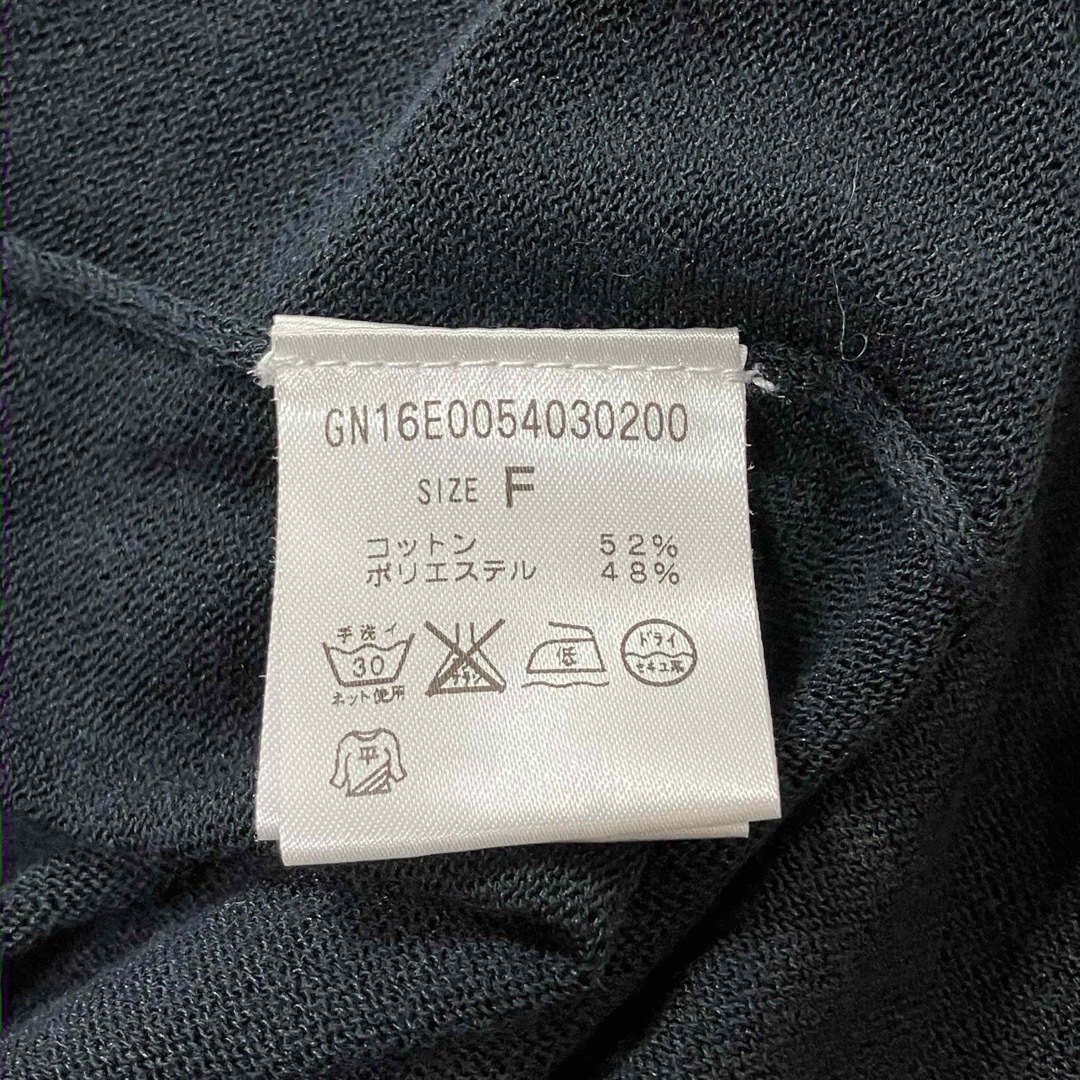 GN16E0054030200
SIZE F
コットン 52%
ポリエステル 48%
手洗イ
30
ネット使用
低
ドライ
セキユ系
平